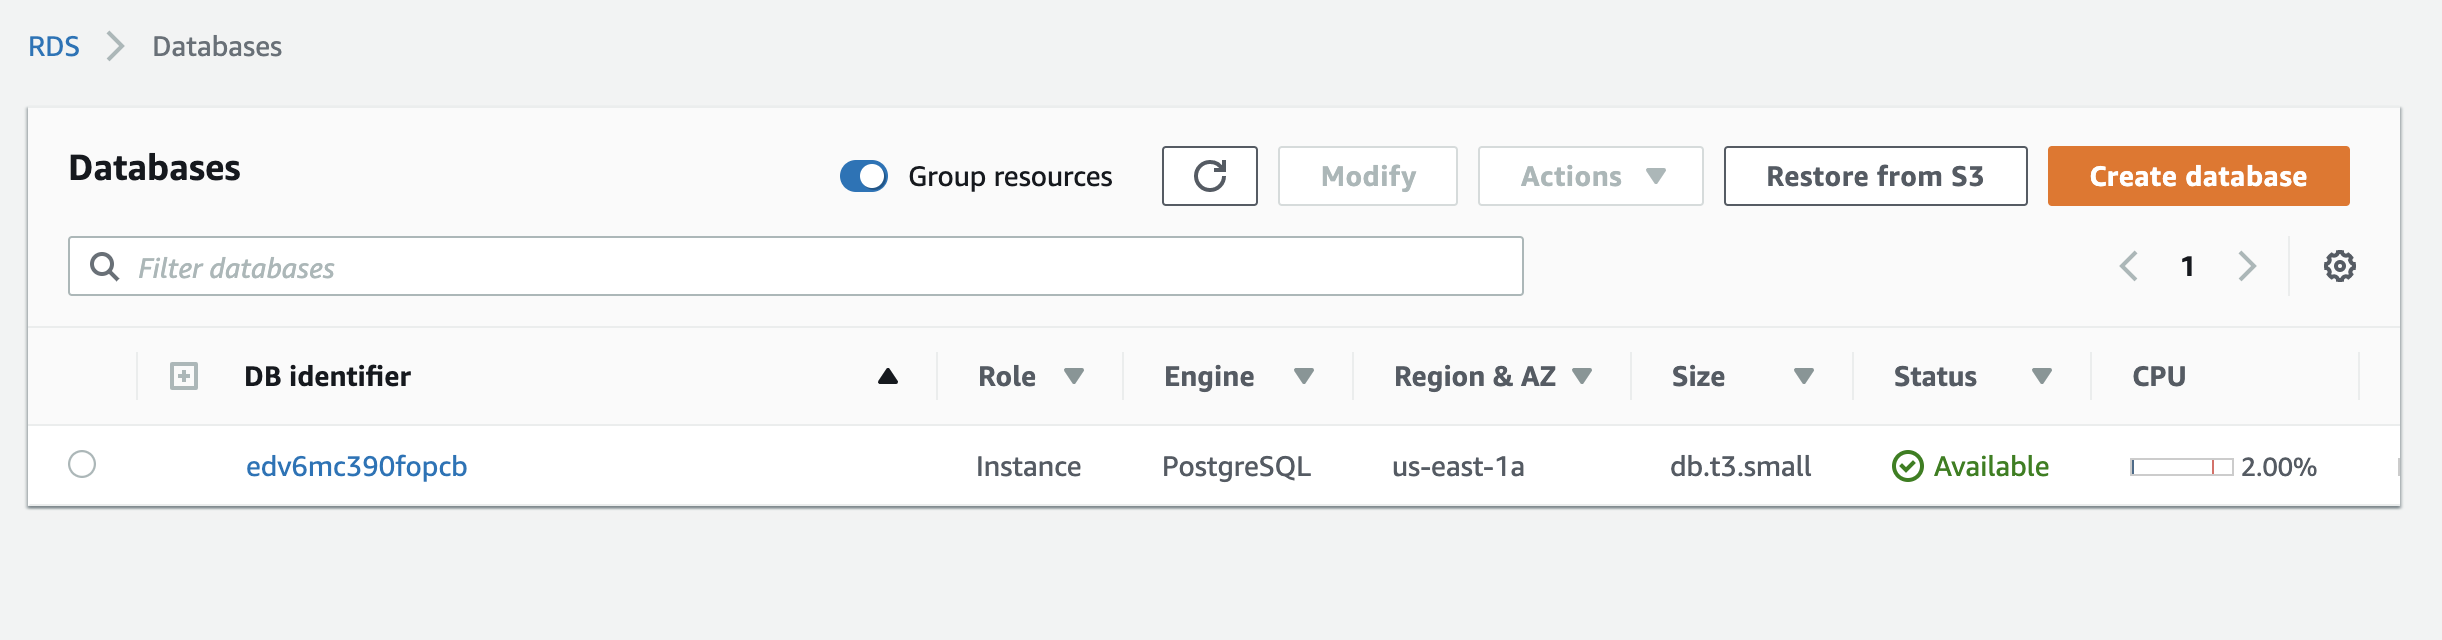 RDS > Databases
Databases Group resources Modify Actions Restore from S3 Create database
Filter databases 1
DB identifier Role Engine Region & AZ Size Status CPU
edv6mc390fopcb Instance PostgreSQL us-east-1a db.t3.small Available 2.00%